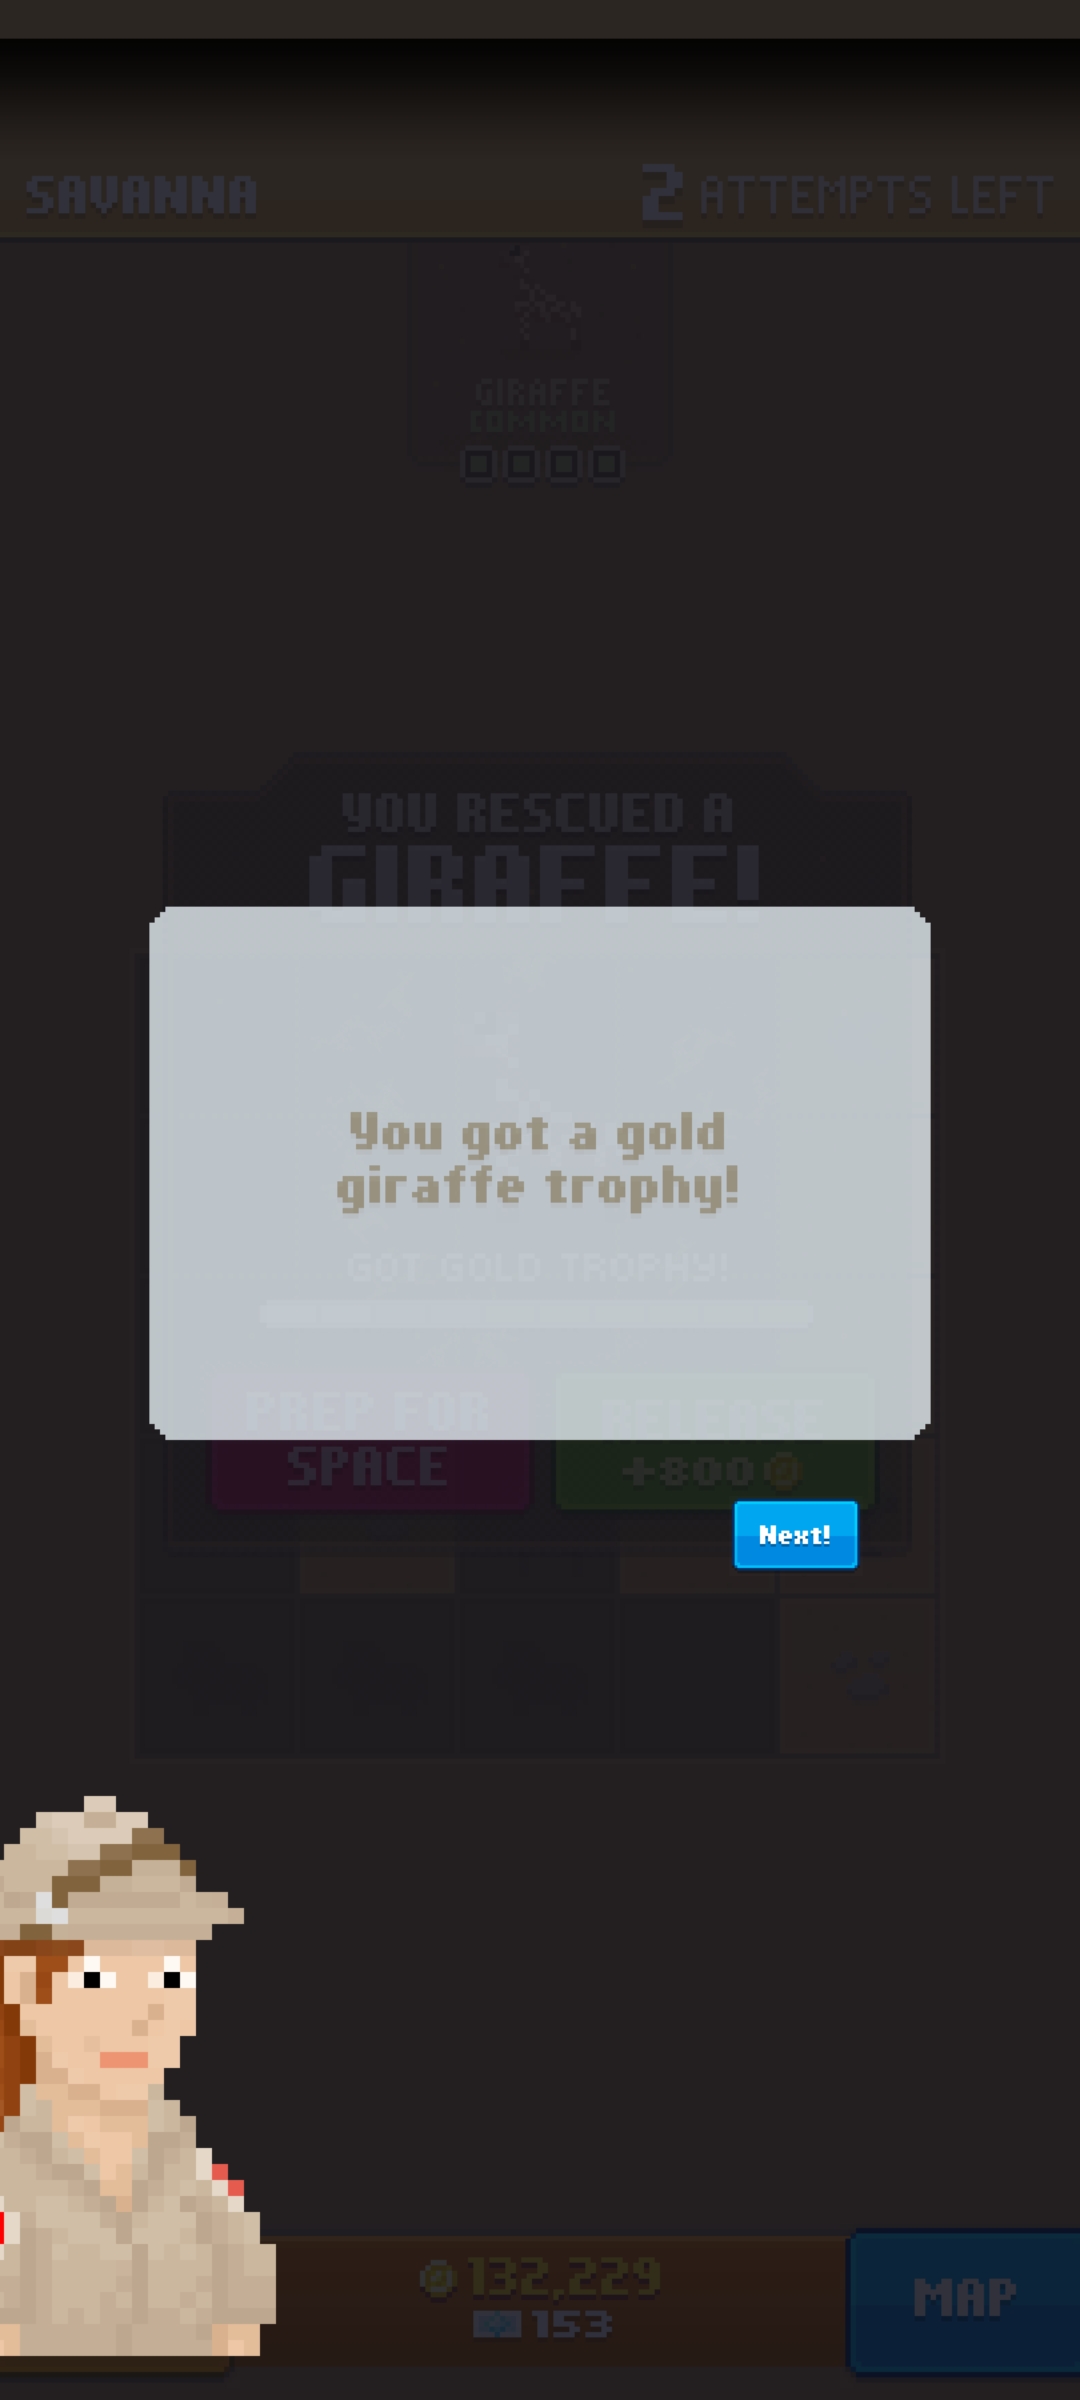 SAVANNA
2 ATTEMPTS LEFT
GIRAFFE
COMMON
YOU RESCUED A
GIRAFFE!
You got a gold
giraffe trophy!
GOT GOLD TROPHY!
PREP FOR
SPACE
RELEASE
+800
Next!
132,229
153
MAP